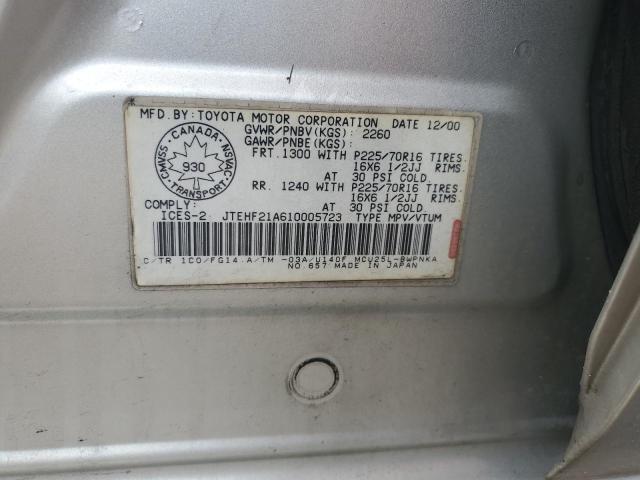 MFD.BY:TOYOTA MOTOR CORPORATION DATE 12/00
GVWR/PNBV(KGS): 2260
GAWR/PNBE(KGS):
FRT. 1300 WITH P225/70R16 TIRES.
16X6 1/2JJ RIMS.
AT 30 PSI COLD.
RR. 1240 WITH P225/70R16 TIRES.
16X6 1/2JJ RIMS.
AT 30 PSI COLD.
CANADA
CMVSS
NSVAC
930
TRANSPORT
COMPLY:
ICES-2 JTEHF21A610005723 TYPE MPV/VTUM
C/TR 1C0/FG14 A/TM -03A/U140F MCU25L-BWPNKA
NO.657 MADE IN JAPAN